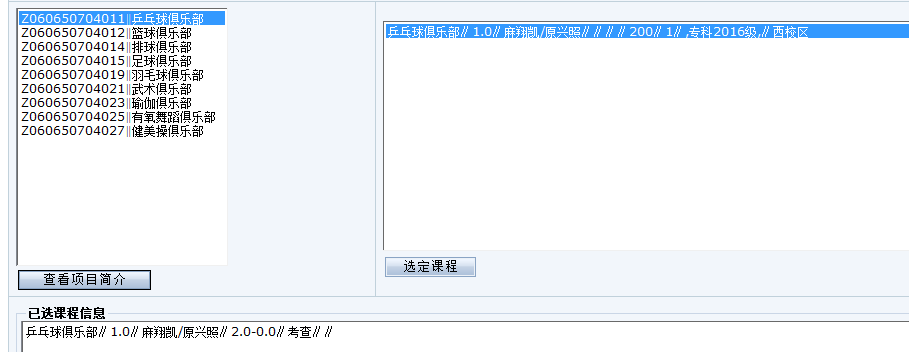 Z060650704011||乒乓球俱乐部
Z060650704012||篮球俱乐部
Z060650704014||排球俱乐部
Z060650704015||足球俱乐部
Z060650704019||羽毛球俱乐部
Z060650704021||武术俱乐部
Z060650704023||瑜伽俱乐部
Z060650704025||有氧舞蹈俱乐部
Z060650704027||健美操俱乐部
查看项目简介
乒乓球俱乐部// 1.0// 麻翔凯/原兴照// // // // 200// 1// ,专科2016级,// 西校区
选定课程
已选课程信息
乒乓球俱乐部// 1.0// 麻翔凯/原兴照// 2.0-0.0// 考查// //